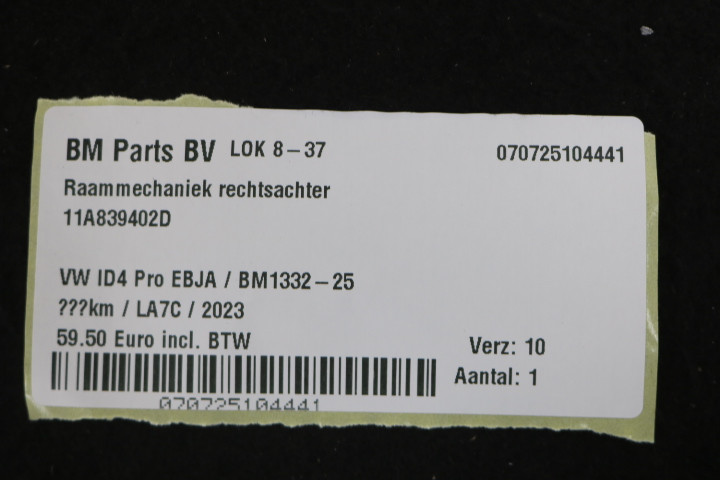 BM Parts BV LOK 8-37 070725104441
Raammechaniek rechtsachter
11A839402D
VW ID4 Pro EBJA / BM1332-25
???km / LA7C / 2023
59.50 Euro incl. BTW
Verz: 10
Aantal: 1
070725104441